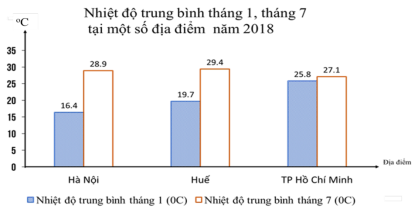 Nhiệt độ trung bình tháng 1, tháng 7
tại một số địa điểm năm 2018
ºC
35
30
25
20
15
10
5
0
16.4
28.9
19.7
29.4
25.8
27.1
Địa điểm
Hà Nội
Huế
TP Hồ Chí Minh
Nhiệt độ trung bình tháng 1 (0C)
Nhiệt độ trung bình tháng 7 (0C)